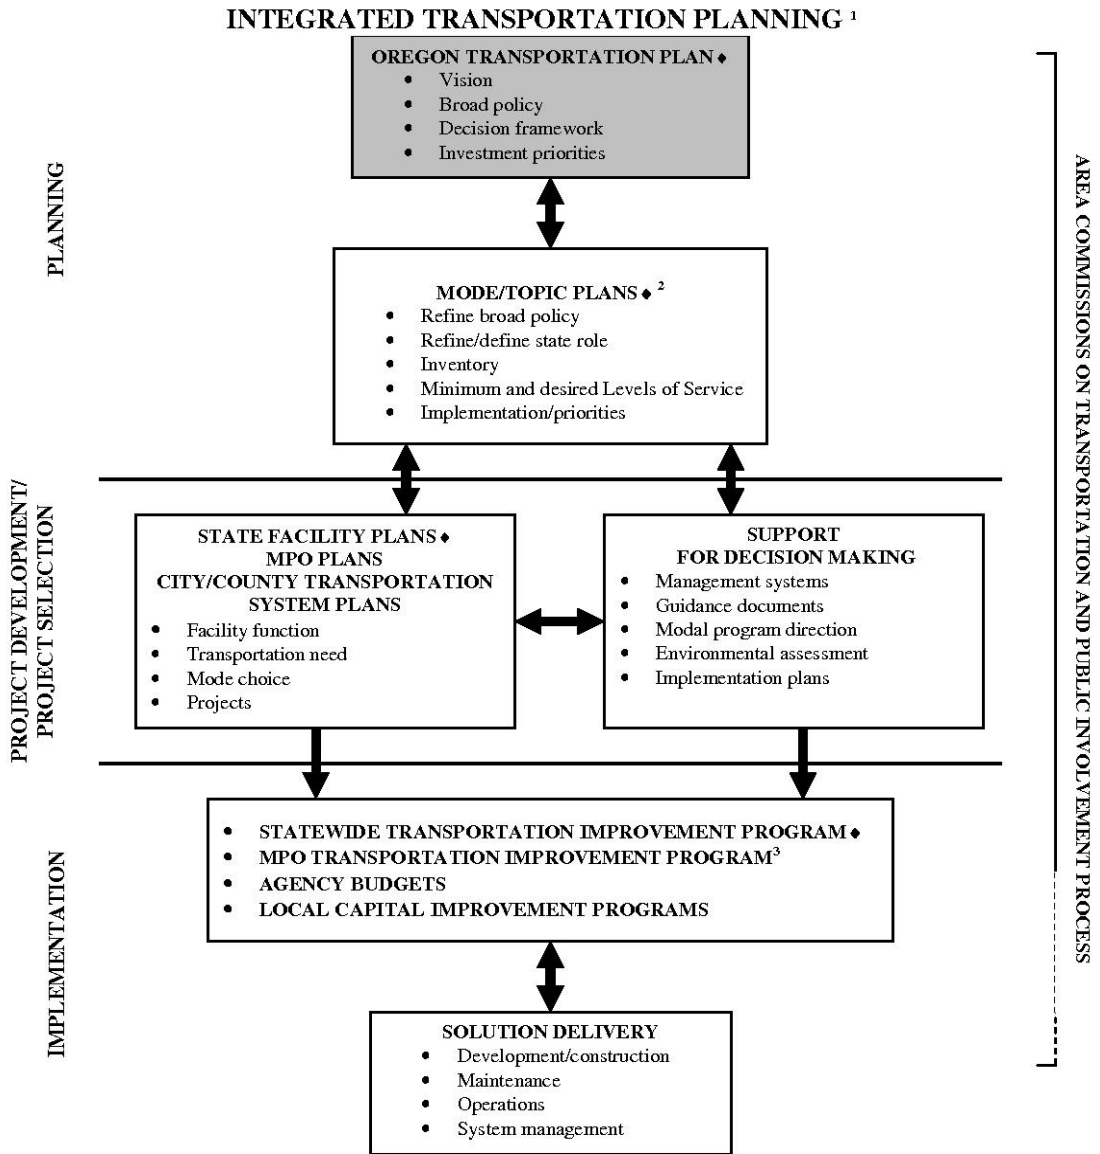 INTEGRATED TRANSPORTATION PLANNING ¹
OREGON TRANSPORTATION PLAN ♦
• Vision
• Broad policy
• Decision framework
• Investment priorities
PLANNING
MODE/TOPIC PLANS ♦ ²
• Refine broad policy
• Refine/define state role
• Inventory
• Minimum and desired Levels of Service
• Implementation/priorities
PROJECT DEVELOPMENT/
PROJECT SELECTION
STATE FACILITY PLANS ♦
MPO PLANS
CITY/COUNTY TRANSPORTATION
SYSTEM PLANS
• Facility function
• Transportation need
• Mode choice
• Projects
SUPPORT
FOR DECISION MAKING
• Management systems
• Guidance documents
• Modal program direction
• Environmental assessment
• Implementation plans
IMPLEMENTATION
• STATEWIDE TRANSPORTATION IMPROVEMENT PROGRAM ♦
• MPO TRANSPORTATION IMPROVEMENT PROGRAM³
• AGENCY BUDGETS
• LOCAL CAPITAL IMPROVEMENT PROGRAMS
SOLUTION DELIVERY
• Development/construction
• Maintenance
• Operations
• System management
AREA COMMISSIONS ON TRANSPORTATION AND PUBLIC INVOLVEMENT PROCESS